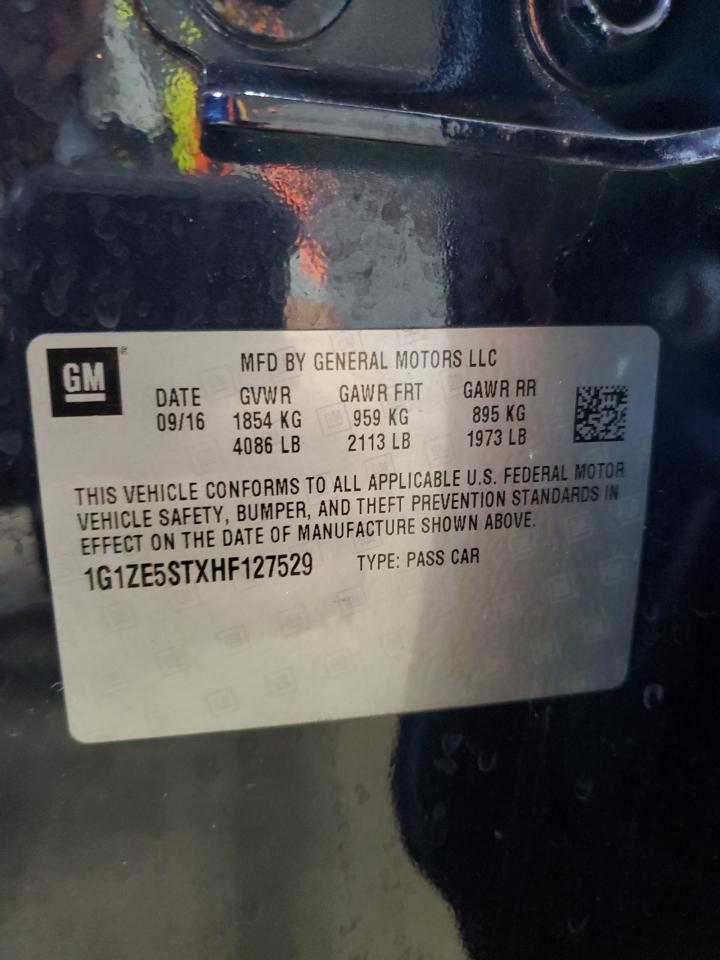 GM ®
MFD BY GENERAL MOTORS LLC
DATE GVWR GAWR FRT GAWR RR
09/16 1854 KG 959 KG 895 KG
4086 LB 2113 LB 1973 LB
THIS VEHICLE CONFORMS TO ALL APPLICABLE U.S. FEDERAL MOTOR
VEHICLE SAFETY, BUMPER, AND THEFT PREVENTION STANDARDS IN
EFFECT ON THE DATE OF MANUFACTURE SHOWN ABOVE.
1G1ZE5STXHF127529 TYPE: PASS CAR